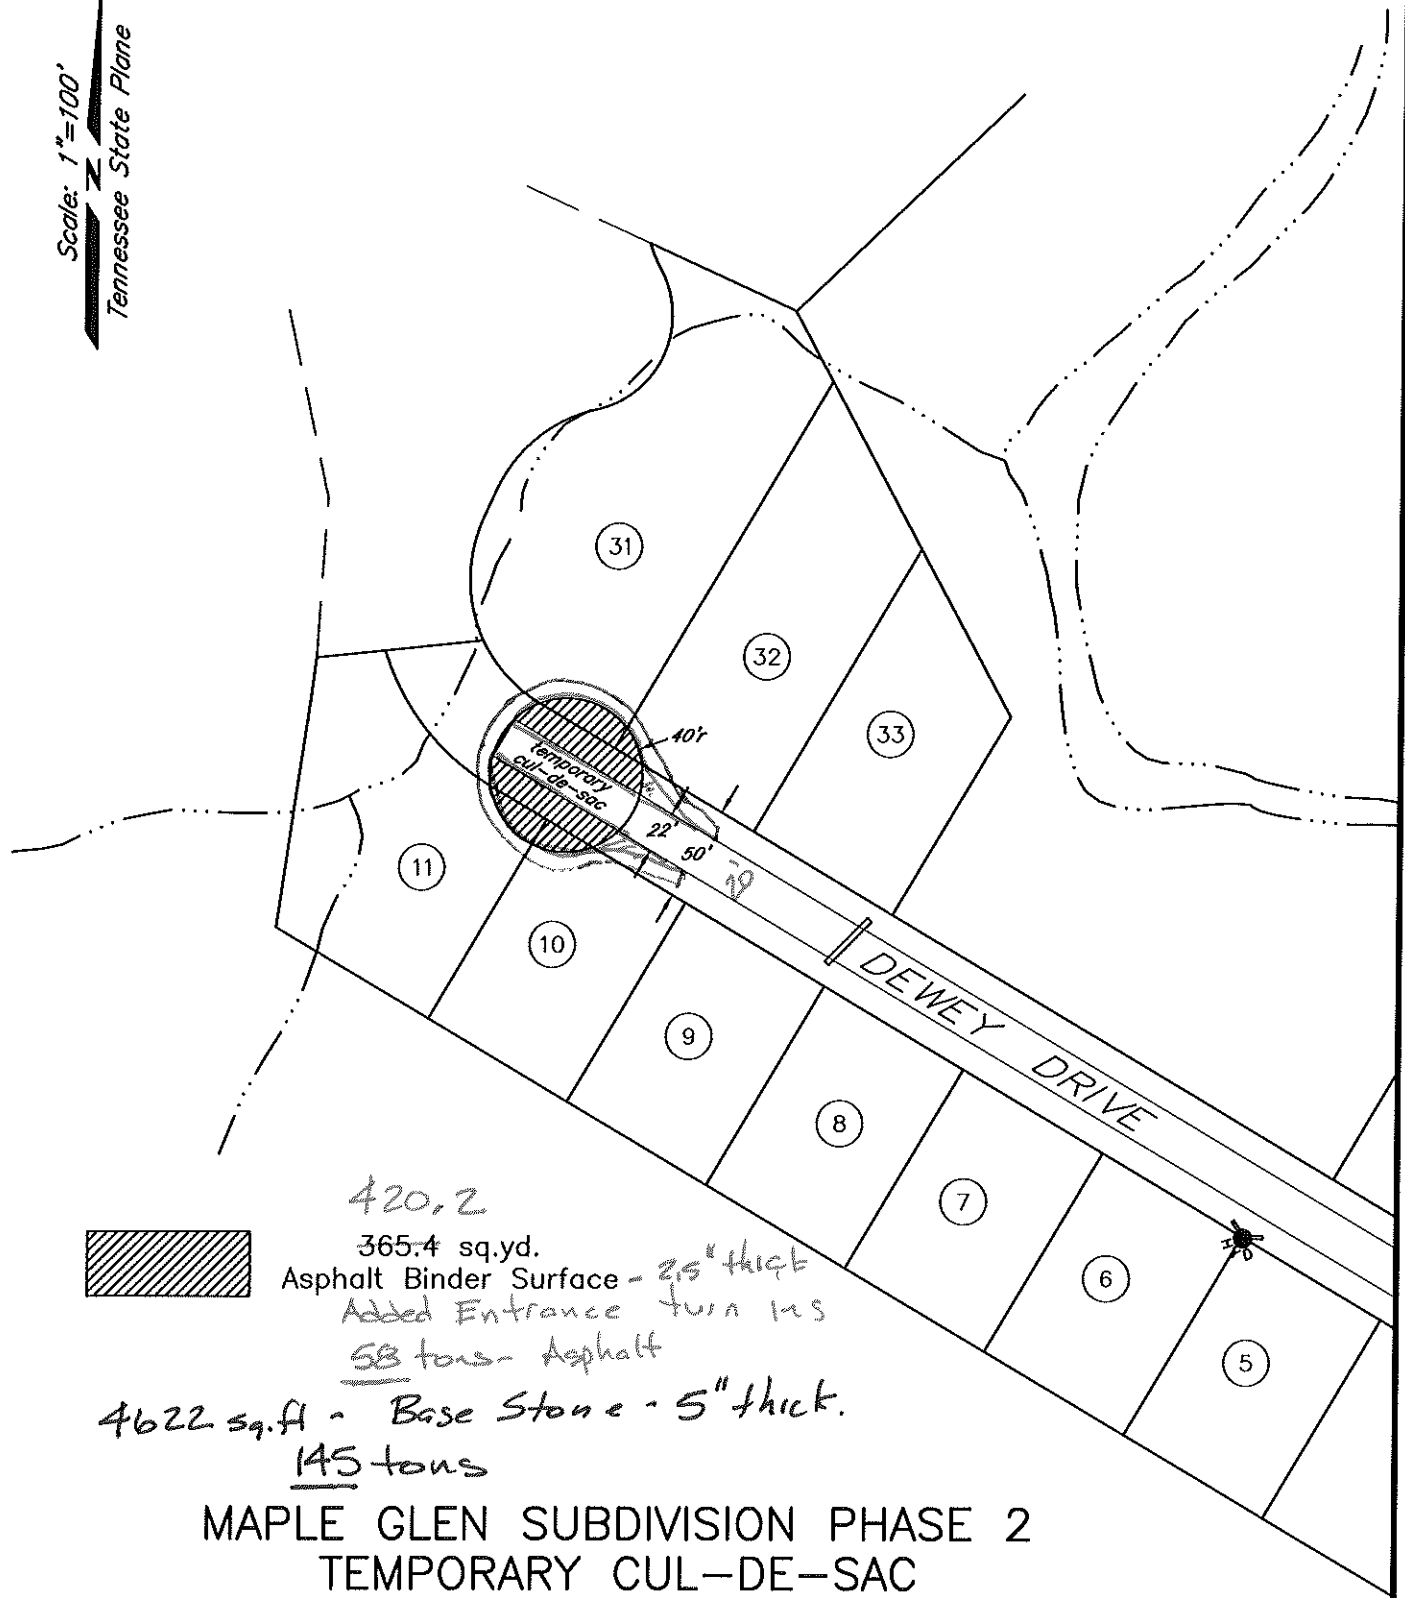 Scale: 1"=100'
N
Tennessee State Plane
31
32
33
40'r
temporary
cul-de-sac
22'
50'
11
10
9
8
7
6
5
DEWEY DRIVE
420.2
365.4 sq.yd.
Asphalt Binder Surface - 2.5" thick
Added Entrance turn ins
58 tons - Asphalt
4622 sq.ft - Base Stone - 5" thick.
145 tons
MAPLE GLEN SUBDIVISION PHASE 2
TEMPORARY CUL-DE-SAC